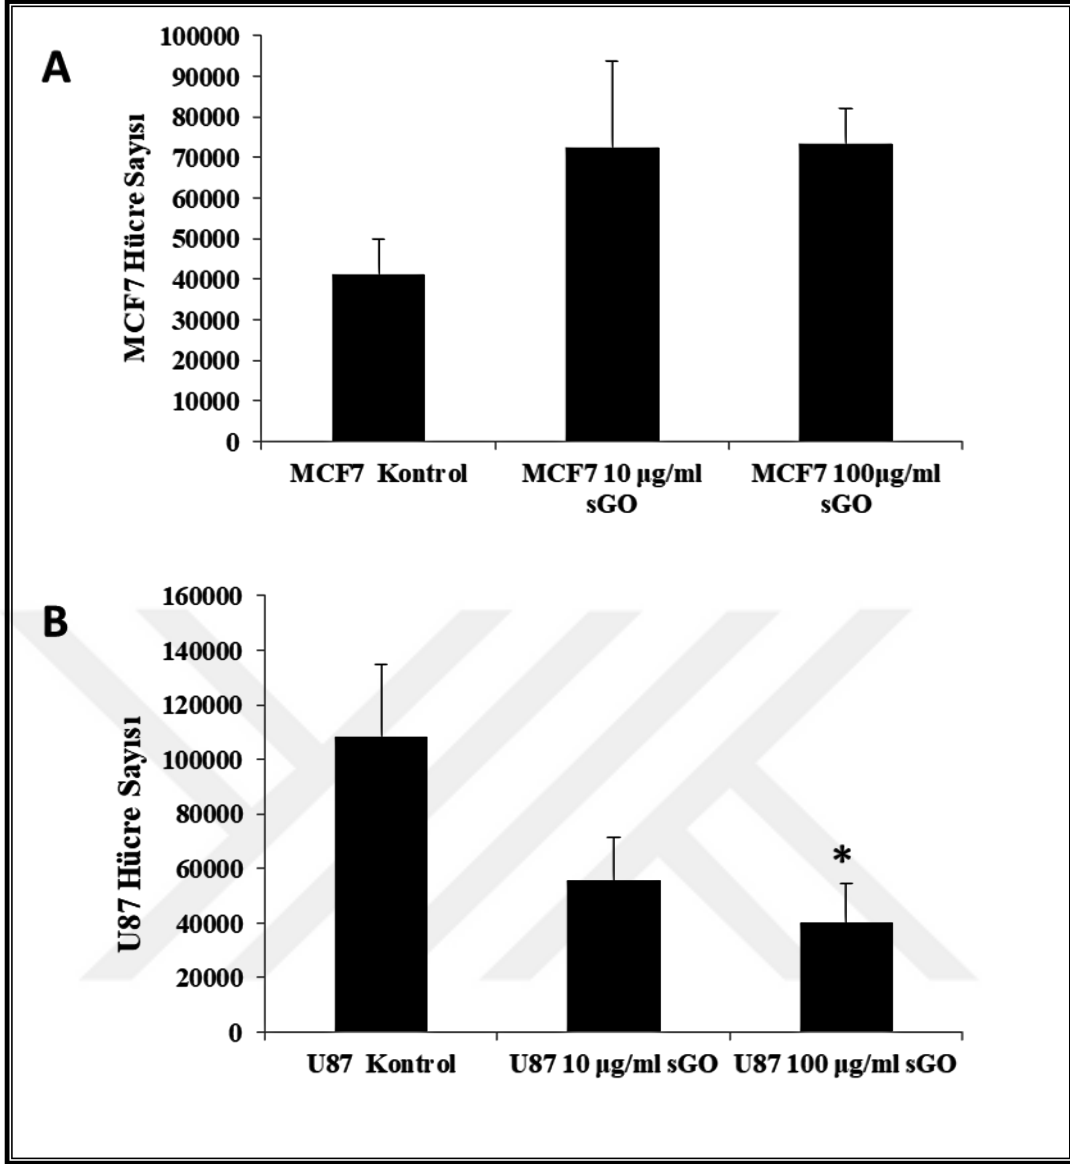 A
MCF7 Hücre Sayısı
100000
90000
80000
70000
60000
50000
40000
30000
20000
10000
0
MCF7 Kontrol
MCF7 10 µg/ml
sGO
MCF7 100µg/ml
sGO
B
U87 Hücre Sayısı
160000
140000
120000
100000
80000
60000
40000
20000
0
*
U87 Kontrol
U87 10 µg/ml sGO
U87 100 µg/ml sGO